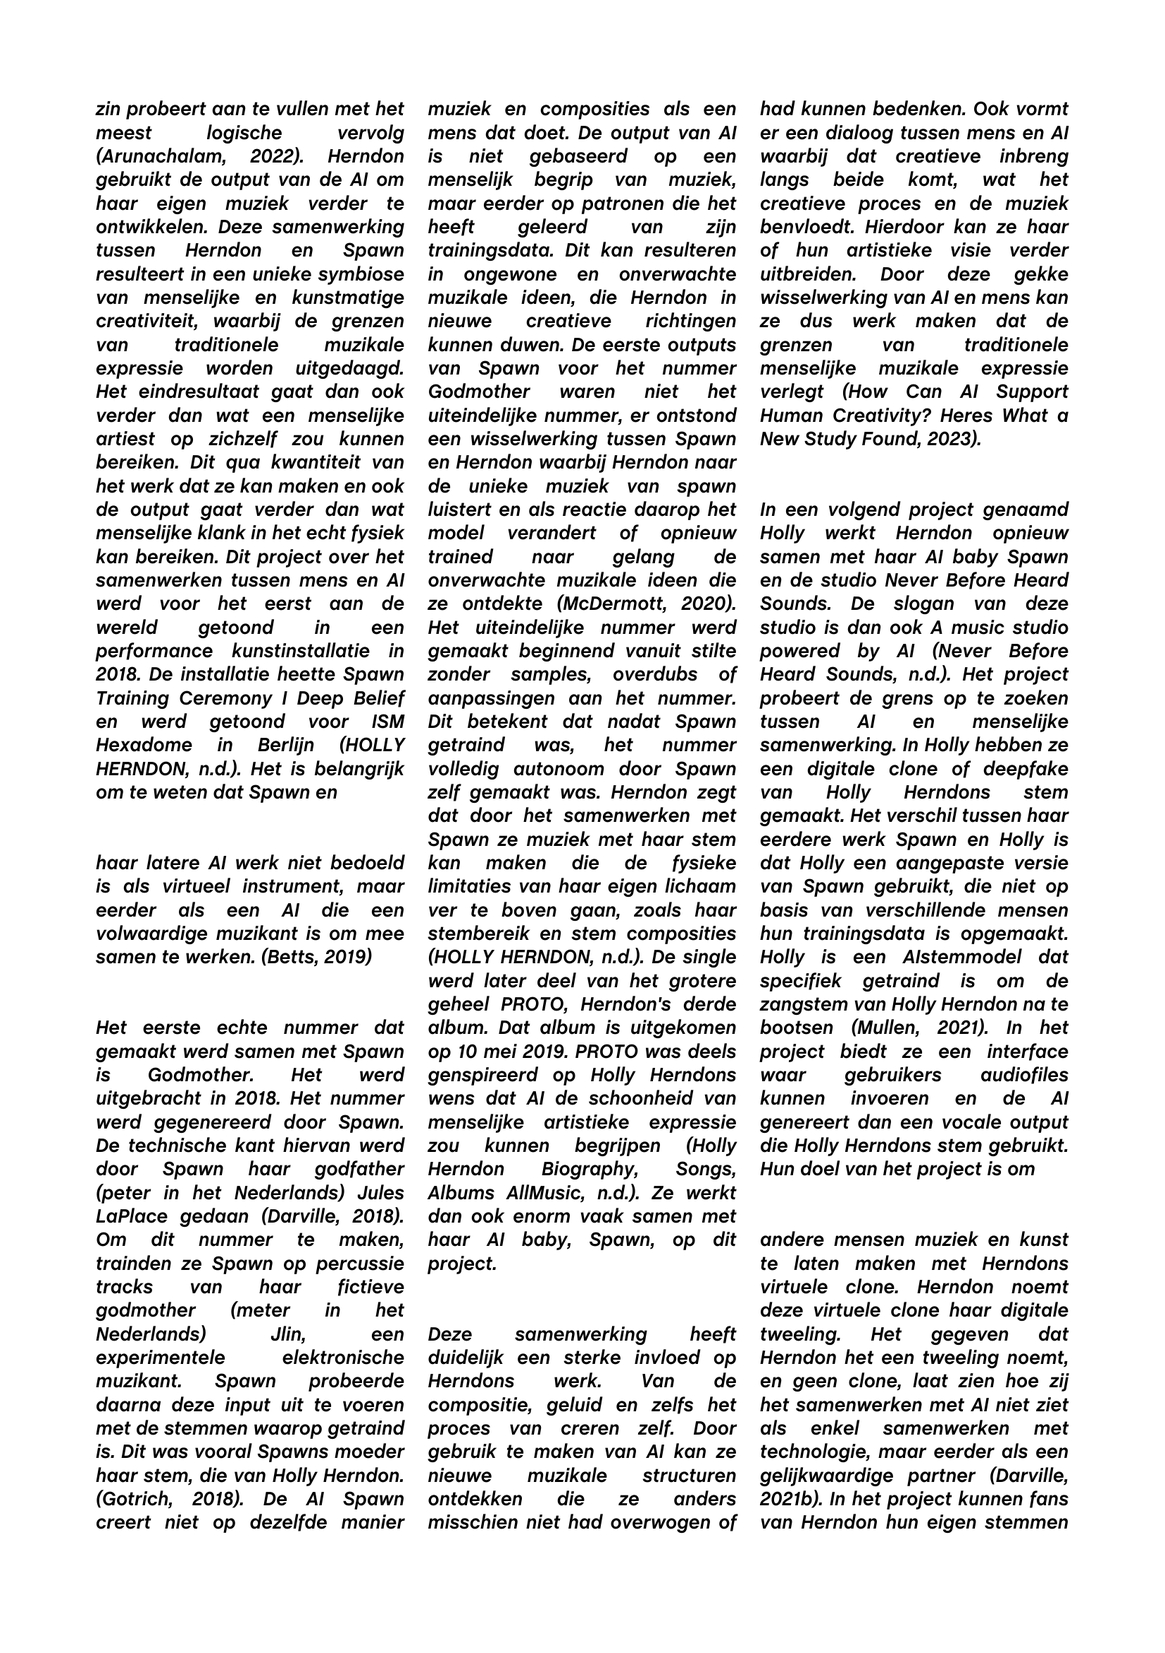 zin probeert aan te vullen met het
meest logische vervolg
(Arunachalam, 2022). Herndon
gebruikt de output van de AI om
haar eigen muziek verder te
ontwikkelen. Deze samenwerking
tussen Herndon en Spawn
resulteert in een unieke symbiose
van menselijke en kunstmatige
creativiteit, waarbij de grenzen
van traditionele muzikale
expressie worden uitgedaagd.
Het eindresultaat gaat dan ook
verder dan wat een menselijke
artiest op zichzelf zou kunnen
bereiken. Dit qua kwantiteit van
het werk dat ze kan maken en ook
de output gaat verder dan wat
menselijke klank in het echt fysiek
kan bereiken. Dit project over het
samenwerken tussen mens en AI
werd voor het eerst aan de
wereld getoond in een
performance kunstinstallatie in
2018. De installatie heette Spawn
Training Ceremony I Deep Belief
en werd getoond voor ISM
Hexadome in Berlijn (HOLLY
HERNDON, n.d.). Het is belangrijk
om te weten dat Spawn en
haar latere AI werk niet bedoeld
is als virtueel instrument, maar
eerder als een AI die een
volwaardige muzikant is om mee
samen te werken. (Betts, 2019)
Het eerste echte nummer dat
gemaakt werd samen met Spawn
is Godmother. Het werd
uitgebracht in 2018. Het nummer
werd gegenereerd door Spawn.
De technische kant hiervan werd
door Spawn haar godfather
(peter in het Nederlands) Jules
LaPlace gedaan (Darville, 2018).
Om dit nummer te maken,
trainden ze Spawn op percussie
tracks van haar fictieve
godmother (meter in het
Nederlands) Jlin, een
experimentele elektronische
muzikant. Spawn probeerde
daarna deze input uit te voeren
met de stemmen waarop getraind
is. Dit was vooral Spawns moeder
haar stem, die van Holly Herndon.
(Gotrich, 2018). De AI Spawn
creert niet op dezelfde manier
muziek en composities als een
mens dat doet. De output van AI
is niet gebaseerd op een
menselijk begrip van muziek,
maar eerder op patronen die het
heeft geleerd van zijn
trainingsdata. Dit kan resulteren
in ongewone en onverwachte
muzikale ideen, die Herndon in
nieuwe creatieve richtingen
kunnen duwen. De eerste outputs
van Spawn voor het nummer
Godmother waren niet het
uiteindelijke nummer, er ontstond
een wisselwerking tussen Spawn
en Herndon waarbij Herndon naar
de unieke muziek van spawn
luistert en als reactie daarop het
model verandert of opnieuw
trained naar gelang de
onverwachte muzikale ideen die
ze ontdekte (McDermott, 2020).
Het uiteindelijke nummer werd
gemaakt beginnend vanuit stilte
zonder samples, overdubs of
aanpassingen aan het nummer.
Dit betekent dat nadat Spawn
getraind was, het nummer
volledig autonoom door Spawn
zelf gemaakt was. Herndon zegt
dat door het samenwerken met
Spawn ze muziek met haar stem
kan maken die de fysieke
limitaties van haar eigen lichaam
ver te boven gaan, zoals haar
stembereik en stem composities
(HOLLY HERNDON, n.d.). De single
werd later deel van het grotere
geheel PROTO, Herndon's derde
album. Dat album is uitgekomen
op 10 mei 2019. PROTO was deels
genspireerd op Holly Herndons
wens dat AI de schoonheid van
menselijke artistieke expressie
zou kunnen begrijpen (Holly
Herndon Biography, Songs,
Albums AllMusic, n.d.). Ze werkt
dan ook enorm vaak samen met
haar AI baby, Spawn, op dit
project.
Deze samenwerking heeft
duidelijk een sterke invloed op
Herndons werk. Van de
compositie, geluid en zelfs het
proces van creren zelf. Door
gebruik te maken van AI kan ze
nieuwe muzikale structuren
ontdekken die ze anders
misschien niet had overwogen of
had kunnen bedenken. Ook vormt
er een dialoog tussen mens en AI
waarbij dat creatieve inbreng
langs beide komt, wat het
creatieve proces en de muziek
benvloedt. Hierdoor kan ze haar
of hun artistieke visie verder
uitbreiden. Door deze gekke
wisselwerking van AI en mens kan
ze dus werk maken dat de
grenzen van traditionele
menselijke muzikale expressie
verlegt (How Can AI Support
Human Creativity? Heres What a
New Study Found, 2023).
In een volgend project genaamd
Holly werkt Herndon opnieuw
samen met haar AI baby Spawn
en de studio Never Before Heard
Sounds. De slogan van deze
studio is dan ook A music studio
powered by AI (Never Before
Heard Sounds, n.d.). Het project
probeert de grens op te zoeken
tussen AI en menselijke
samenwerking. In Holly hebben ze
een digitale clone of deepfake
van Holly Herndons stem
gemaakt. Het verschil tussen haar
eerdere werk Spawn en Holly is
dat Holly een aangepaste versie
van Spawn gebruikt, die niet op
basis van verschillende mensen
hun trainingsdata is opgemaakt.
Holly is een AIstemmodel dat
specifiek getraind is om de
zangstem van Holly Herndon na te
bootsen (Mullen, 2021). In het
project biedt ze een interface
waar gebruikers audiofiles
kunnen invoeren en de AI
genereert dan een vocale output
die Holly Herndons stem gebruikt.
Hun doel van het project is om
andere mensen muziek en kunst
te laten maken met Herndons
virtuele clone. Herndon noemt
deze virtuele clone haar digitale
tweeling. Het gegeven dat
Herndon het een tweeling noemt,
en geen clone, laat zien hoe zij
het samenwerken met AI niet ziet
als enkel samenwerken met
technologie, maar eerder als een
gelijkwaardige partner (Darville,
2021b). In het project kunnen fans
van Herndon hun eigen stemmen